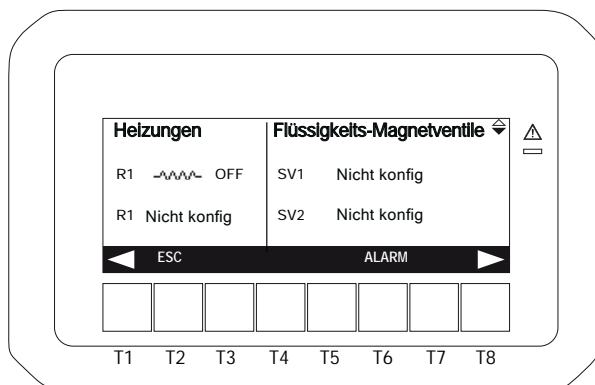 Heizungen Flüssigkeits-Magnetventile
R1 OFF SV1 Nicht konfig
R1 Nicht konfig SV2 Nicht konfig
ESC ALARM
T1 T2 T3 T4 T5 T6 T7 T8